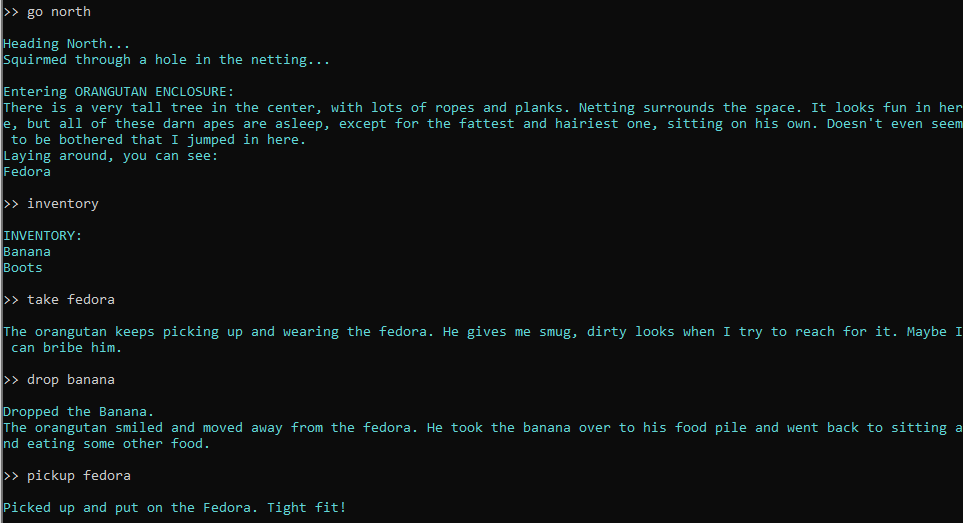 >> go north
Heading North...
Squirmed through a hole in the netting...
Entering ORANGUTAN ENCLOSURE:
There is a very tall tree in the center, with lots of ropes and planks. Netting surrounds the space. It looks fun in her
e, but all of these darn apes are asleep, except for the fattest and hairiest one, sitting on his own. Doesn't even seem
 to be bothered that I jumped in here.
Laying around, you can see:
Fedora
>> inventory
INVENTORY:
Banana
Boots
>> take fedora
The orangutan keeps picking up and wearing the fedora. He gives me smug, dirty looks when I try to reach for it. Maybe I
 can bribe him.
>> drop banana
Dropped the Banana.
The orangutan smiled and moved away from the fedora. He took the banana over to his food pile and went back to sitting a
nd eating some other food.
>> pickup fedora
Picked up and put on the Fedora. Tight fit!